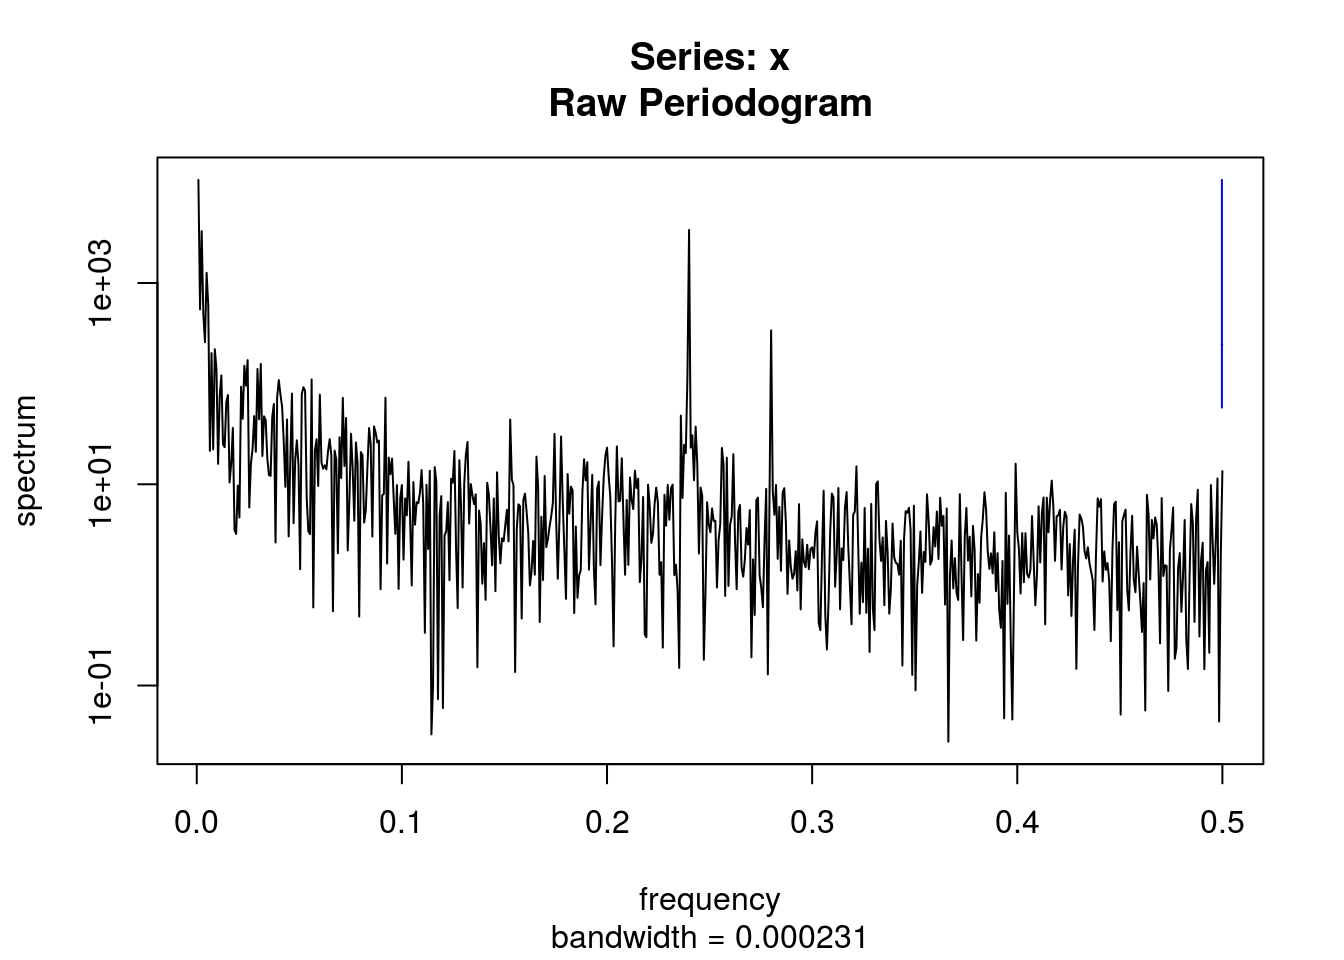 Series: x
Raw Periodogram
spectrum
1e+03
1e+01
1e-01
0.0 0.1 0.2 0.3 0.4 0.5
frequency
bandwidth = 0.000231